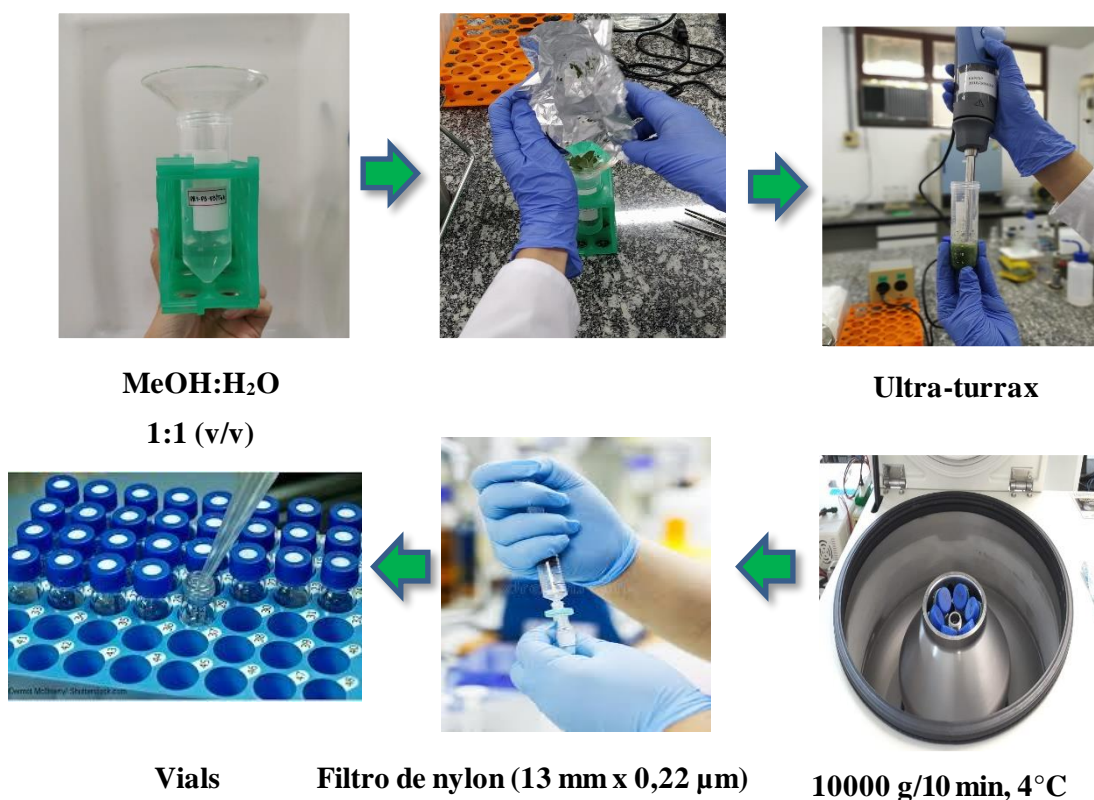 MeOH:H₂O
1:1 (v/v)
Ultra-turrax
Vials
Filtro de nylon (13 mm x 0,22 µm)
10000 g/10 min, 4°C